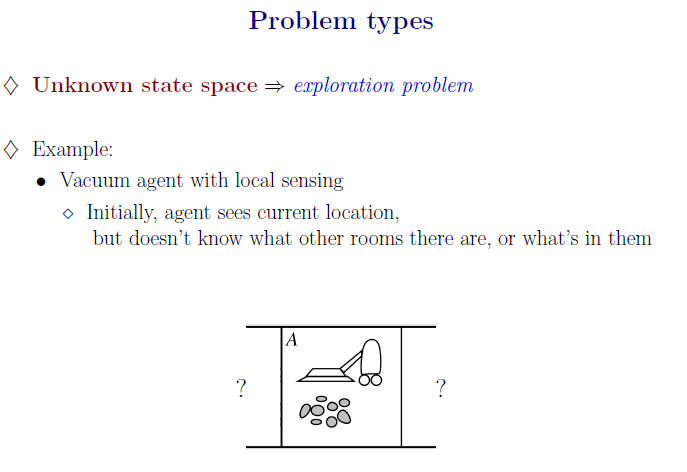 Problem types
◇ Unknown state space ⇒ exploration problem
◇ Example:
• Vacuum agent with local sensing
◇ Initially, agent sees current location,
but doesn't know what other rooms there are, or what's in them
A
? ?